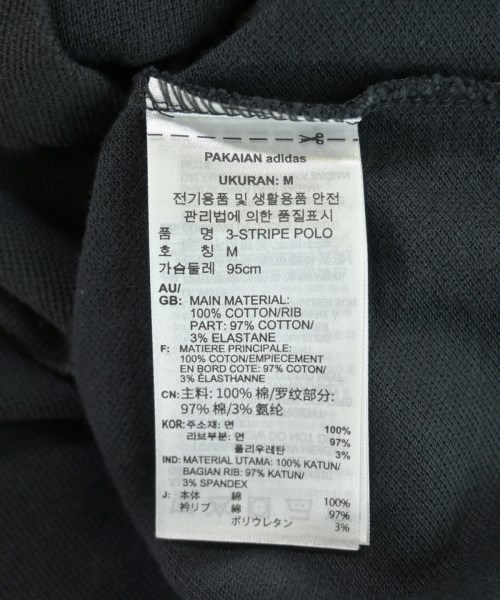 PAKAIAN adidas
UKURAN: M
전기용품 및 생활용품 안전
관리법에 의한 품질표시
품 명 3-STRIPE POLO
호 칭 M
가슴둘레 95cm
AU/
GB: MAIN MATERIAL:
100% COTTON/RIB
PART: 97% COTTON/
3% ELASTANE
F: MATIERE PRINCIPALE:
100% COTON/EMPIECEMENT
EN BORD COTE: 97% COTON/
3% ÉLASTHANNE
CN: 主料: 100% 棉/罗纹部分:
97% 棉/3% 氨纶
KOR: 주소재: 면 100%
리브부분: 면 97%
폴리우레탄 3%
IND: MATERIAL UTAMA: 100% KATUN/
BAGIAN RIB: 97% KATUN/
3% SPANDEX
J: 本体 綿 100%
衿リブ 綿 97%
ポリウレタン 3%